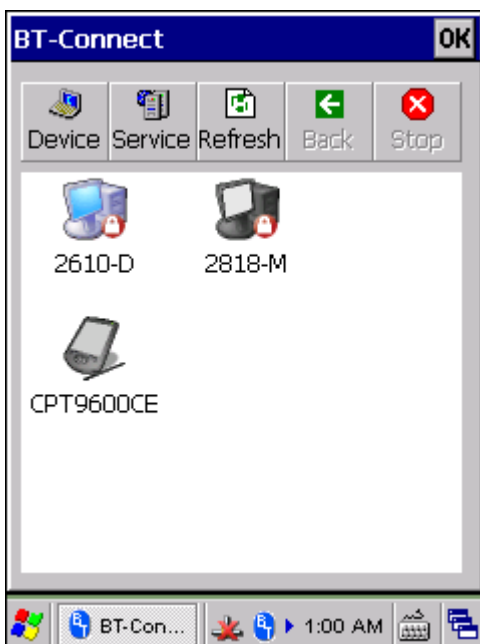 BT-Connect OK
Device Service Refresh Back Stop
2610-D 2818-M
CPT9600CE
BT-Con... 1:00 AM